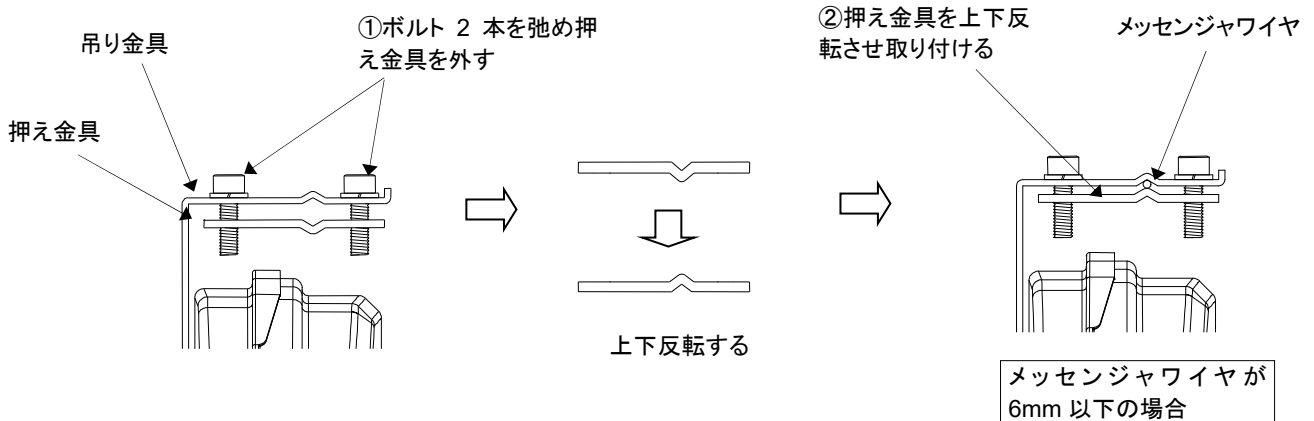 吊り金具
押え金具
①ボルト 2 本を弛め押
え金具を外す
上下反転する
②押え金具を上下反
転させ取り付ける
メッセンジャワイヤ
メッセンジャワイヤが
6mm 以下の場合